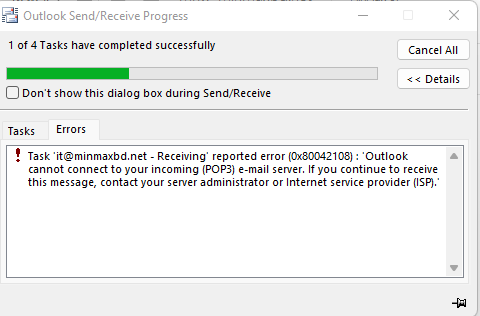 Outlook Send/Receive Progress
1 of 4 Tasks have completed successfully
Cancel All
<< Details
Don't show this dialog box during Send/Receive
Tasks
Errors
Task 'it@minmaxbd.net - Receiving' reported error (0x80042108) : 'Outlook
cannot connect to your incoming (POP3) e-mail server. If you continue to receive
this message, contact your server administrator or Internet service provider (ISP).'